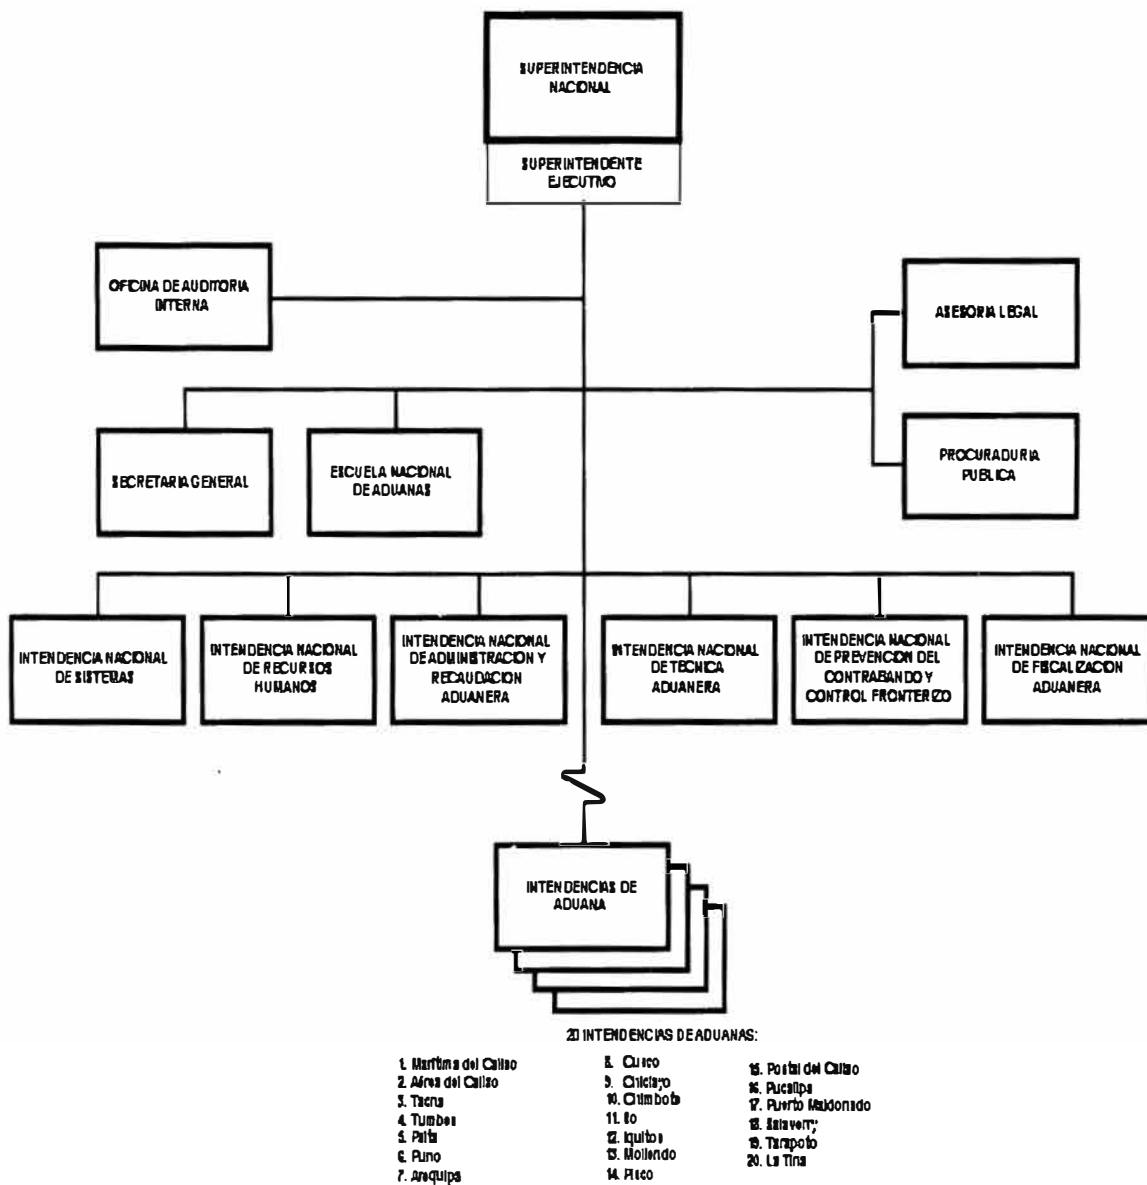 SUPERINTENDENCIA
NACIONAL
SUPERINTENDENTE
EJECUTIVO
OFICINA DE AUDITORIA
INTERNA
ASESORIA LEGAL
SECRETARIA GENERAL
ESCUELA NACIONAL
DE ADUANAS
PROCURADURIA
PUBLICA
INTENDENCIA NACIONAL
DE SISTEMAS
INTENDENCIA NACIONAL
DE RECURSOS
HUMANOS
INTENDENCIA NACIONAL
DE ADMINISTRACION Y
RECAUDACION
ADUANERA
INTENDENCIA NACIONAL
DE TECNICA
ADUANERA
INTENDENCIA NACIONAL
DE PREVENCION DEL
CONTRABANDO Y
CONTROL FRONTERIZO
INTENDENCIA NACIONAL
DE FISCALIZACION
ADUANERA
INTENDENCIAS DE
ADUANA
20 INTENDENCIAS DE ADUANAS:
1. Marítima del Callao
2. Aérea del Callao
3. Tacna
4. Tumbes
5. Paita
6. Puno
7. Arequipa
8. Cusco
9. Chiclayo
10. Chimbote
11. Ilo
12. Iquitos
13. Mollendo
14. Pisco
15. Postal del Callao
16. Pucallpa
17. Puerto Maldonado
18. Salaverry
19. Tarapoto
20. La Tina